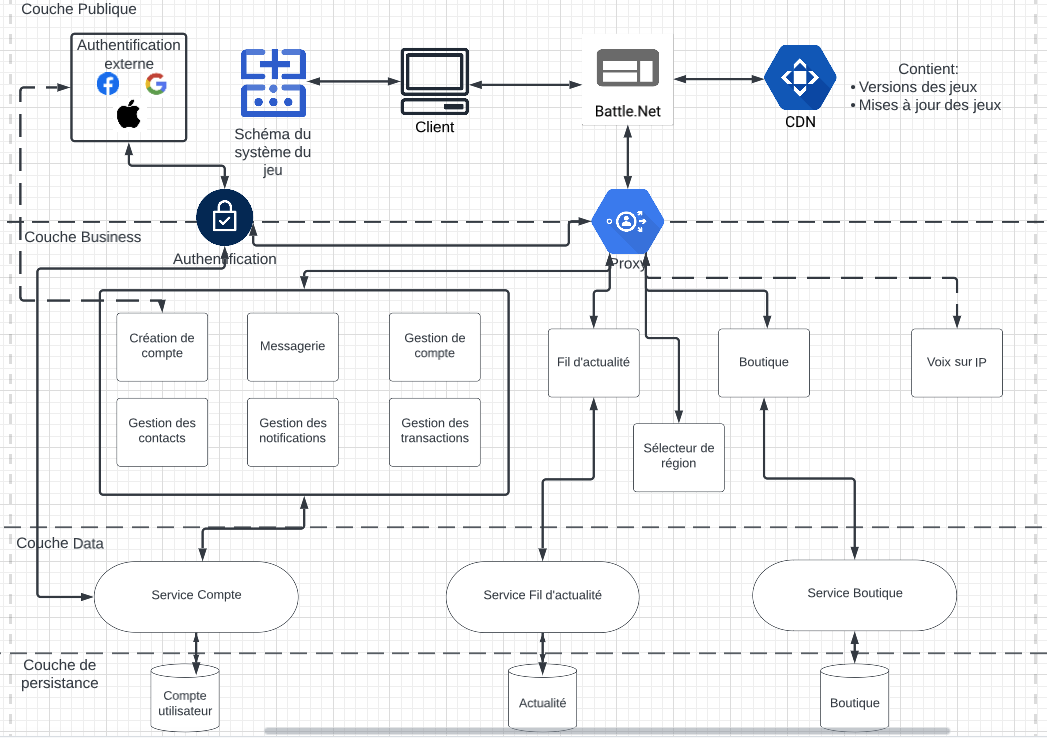 Couche Publique
Authentification
externe
Schéma du
système du
jeu
Client
Battle.Net
CDN
Contient:
• Versions des jeux
• Mises à jour des jeux
Couche Business
Authentification
Proxy
Création de
compte
Messagerie
Gestion de
compte
Gestion des
contacts
Gestion des
notifications
Gestion des
transactions
Fil d'actualité
Boutique
Voix sur IP
Sélecteur de
région
Couche Data
Service Compte
Service Fil d'actualité
Service Boutique
Couche de
persistance
Compte
utilisateur
Actualité
Boutique